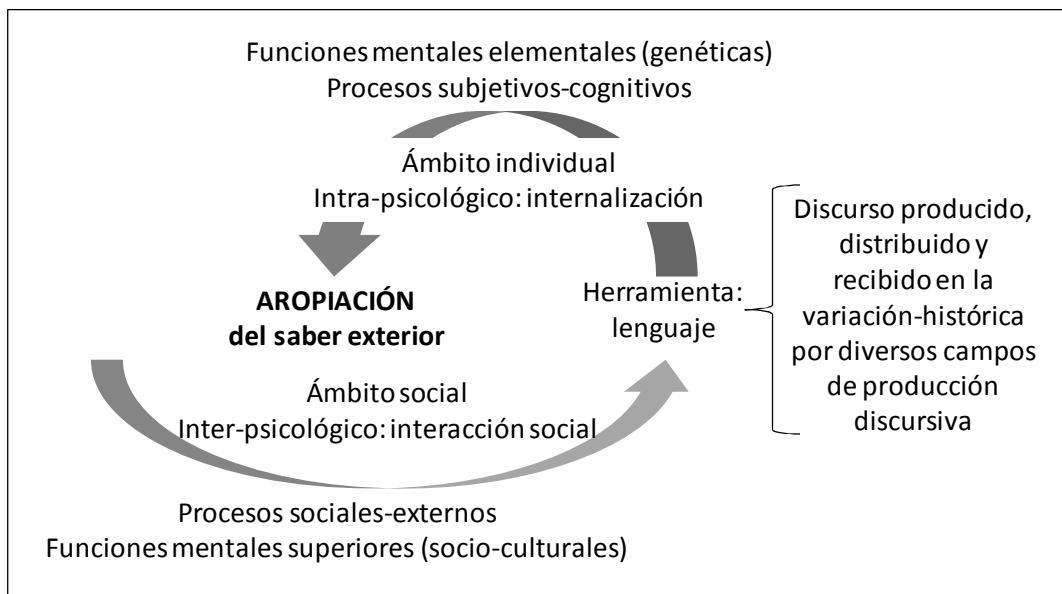 Funciones mentales elementales (genéticas)
Procesos subjetivos-cognitivos
Ámbito individual
Intra-psicológico: internalización
AROPIACIÓN
del saber exterior
Herramienta:
lenguaje
Discurso producido,
distribuido y
recibido en la
variación-histórica
por diversos campos
de producción
discursiva
Ámbito social
Inter-psicológico: interacción social
Procesos sociales-externos
Funciones mentales superiores (socio-culturales)